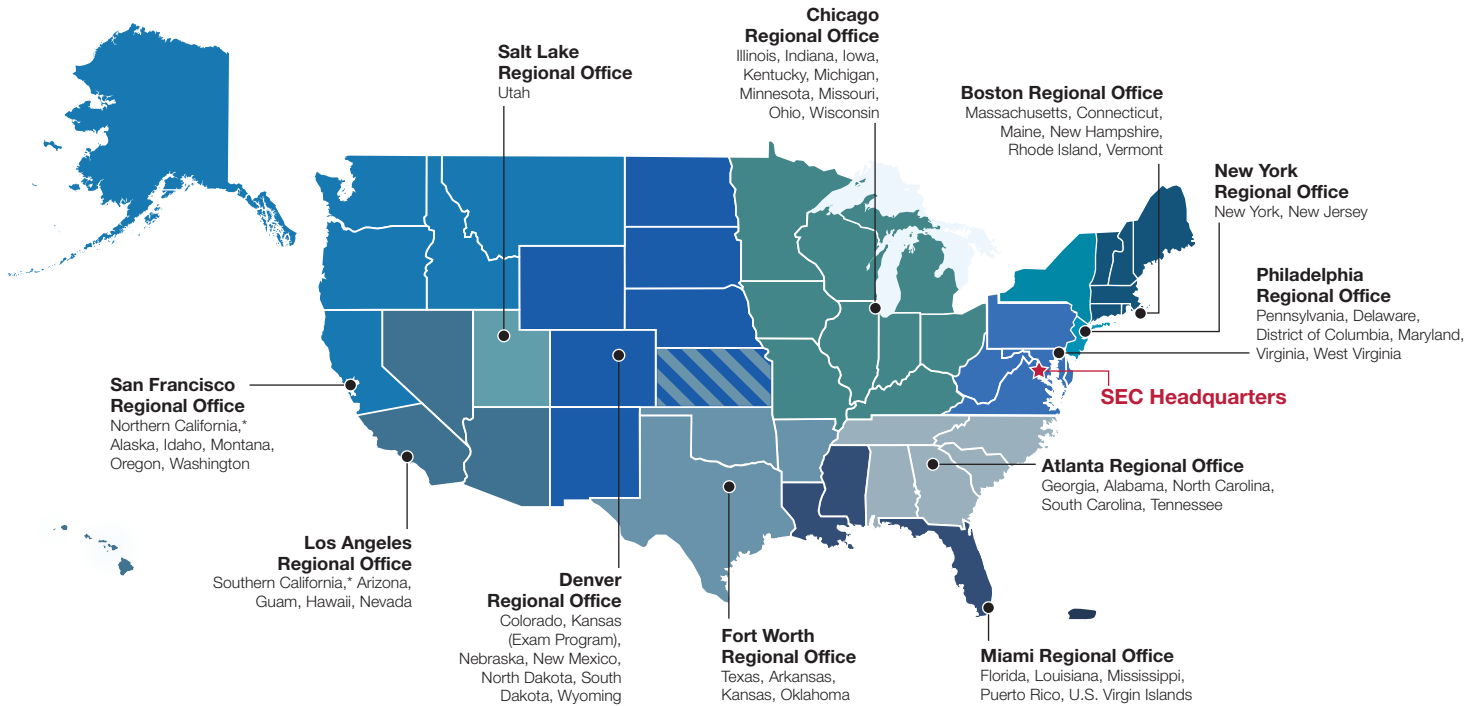 Salt Lake
Regional Office
Utah
Chicago
Regional Office
Illinois, Indiana, Iowa,
Kentucky, Michigan,
Minnesota, Missouri,
Ohio, Wisconsin
Boston Regional Office
Massachusetts, Connecticut,
Maine, New Hampshire,
Rhode Island, Vermont
New York
Regional Office
New York, New Jersey
Philadelphia
Regional Office
Pennsylvania, Delaware,
District of Columbia, Maryland,
Virginia, West Virginia
SEC Headquarters
San Francisco
Regional Office
Northern California,*
Alaska, Idaho, Montana,
Oregon, Washington
Los Angeles
Regional Office
Southern California,* Arizona,
Guam, Hawaii, Nevada
Denver
Regional Office
Colorado, Kansas
(Exam Program),
Nebraska, New Mexico,
North Dakota, South
Dakota, Wyoming
Fort Worth
Regional Office
Texas, Arkansas,
Kansas, Oklahoma
Atlanta Regional Office
Georgia, Alabama, North Carolina,
South Carolina, Tennessee
Miami Regional Office
Florida, Louisiana, Mississippi,
Puerto Rico, U.S. Virgin Islands